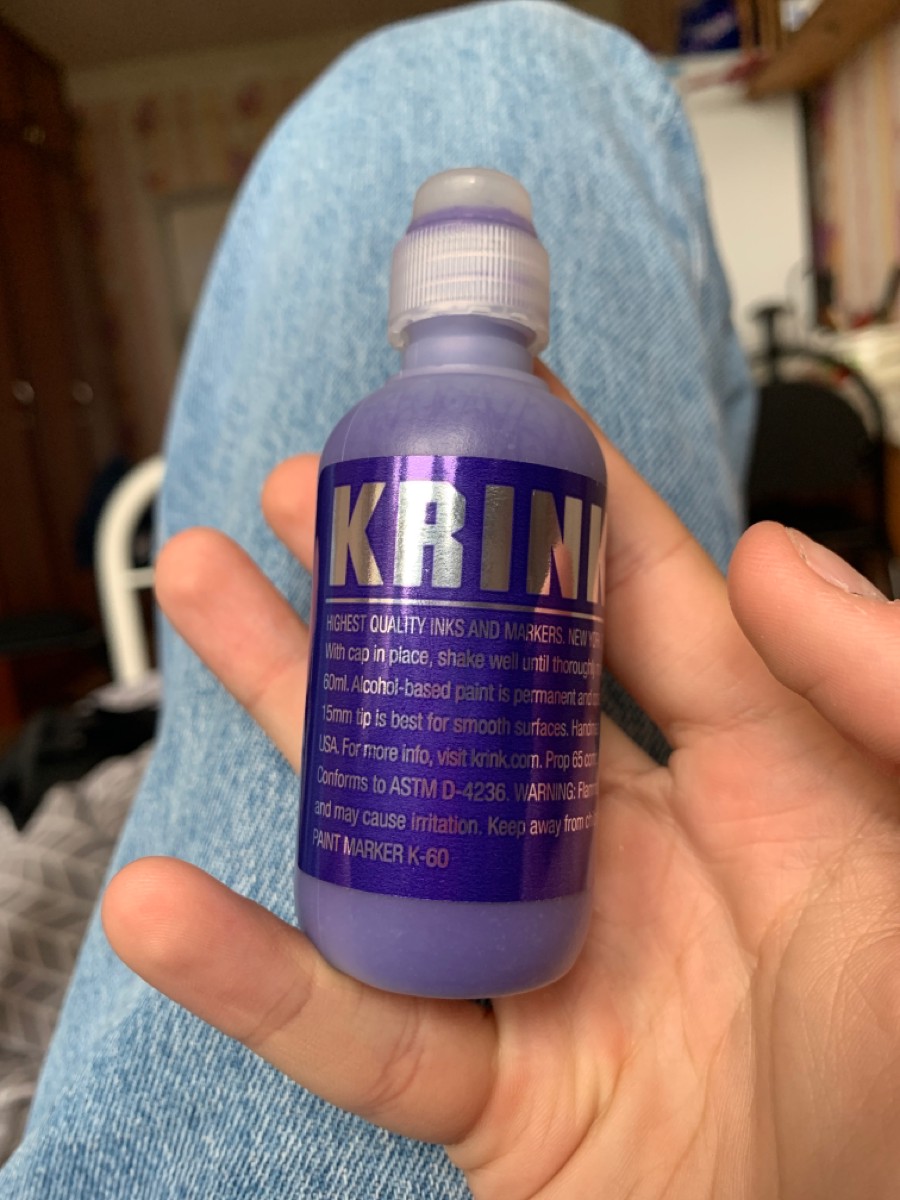 KRINK
HIGHEST QUALITY INKS AND MARKERS. NEW YORK
With cap in place, shake well until thoroughly
60ml. Alcohol-based paint is permanent and
15mm tip is best for smooth surfaces.
USA. For more info, visit krink.com. Prop 65
Conforms to ASTM D-4236. WARNING:
and may cause irritation. Keep away from
PAINT MARKER K-60